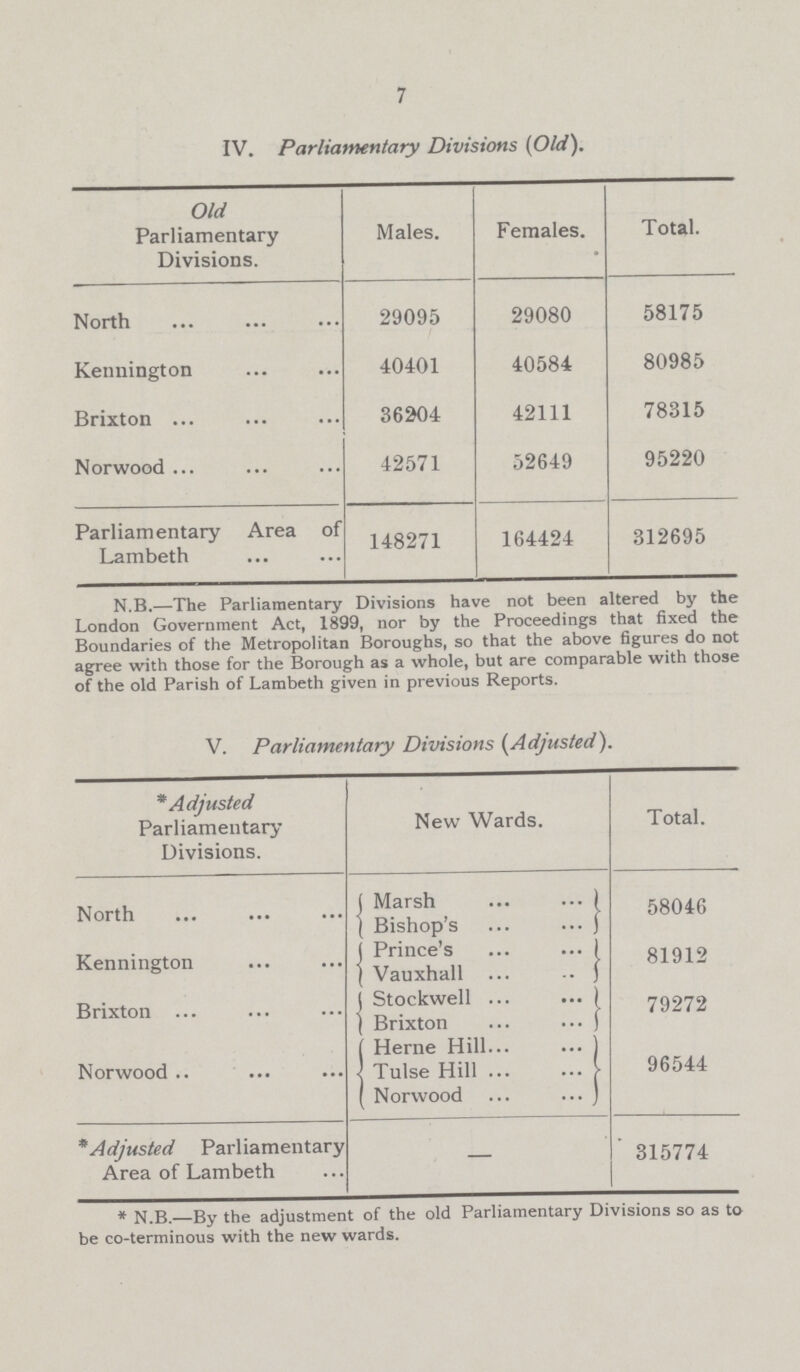 7
IV. Parliamentary Divisions (Old).
Old Parliamentary Divisions. Males. Females. Total.
North ... ... ... 29095 29080 58175
Kennington ... ... 40401 40584 80985
Brixton ... ... ... 36204 42111 78315
Norwood ... ... ... 42571 52649 95220
Parliamentary Area of
Lambeth ... ... 148271 164424 312695
N.B.—The Parliamentary Divisions have not been altered by the
London Government Act, 1899, nor by the Proceedings that fixed the
Boundaries of the Metropolitan Boroughs, so that the above figures do not
agree with those for the Borough as a whole, but are comparable with those
of the old Parish of Lambeth given in previous Reports.
V. Parliamentary Divisions (Adjusted).
*Adjusted Parliamentary Divisions. New Wards. Total.
North ... ... ... { Marsh ... ... } 58046
{ Bishop's ... ... }
Kennington ... ... { Prince's ... ... } 81912
{ Vauxhall ... .. }
Brixton ... ... ... { Stockwell ... ... } 79272
{ Brixton ... ... }
Norwood .. ... ... { Herne Hill... ... }
{ Tulse Hill ... ... } 96544
{ Norwood ... ... }
*Adjusted Parliamentary
Area of Lambeth ... — 315774
* N.B.—By the adjustment of the old Parliamentary Divisions so as to
be co-terminous with the new wards.